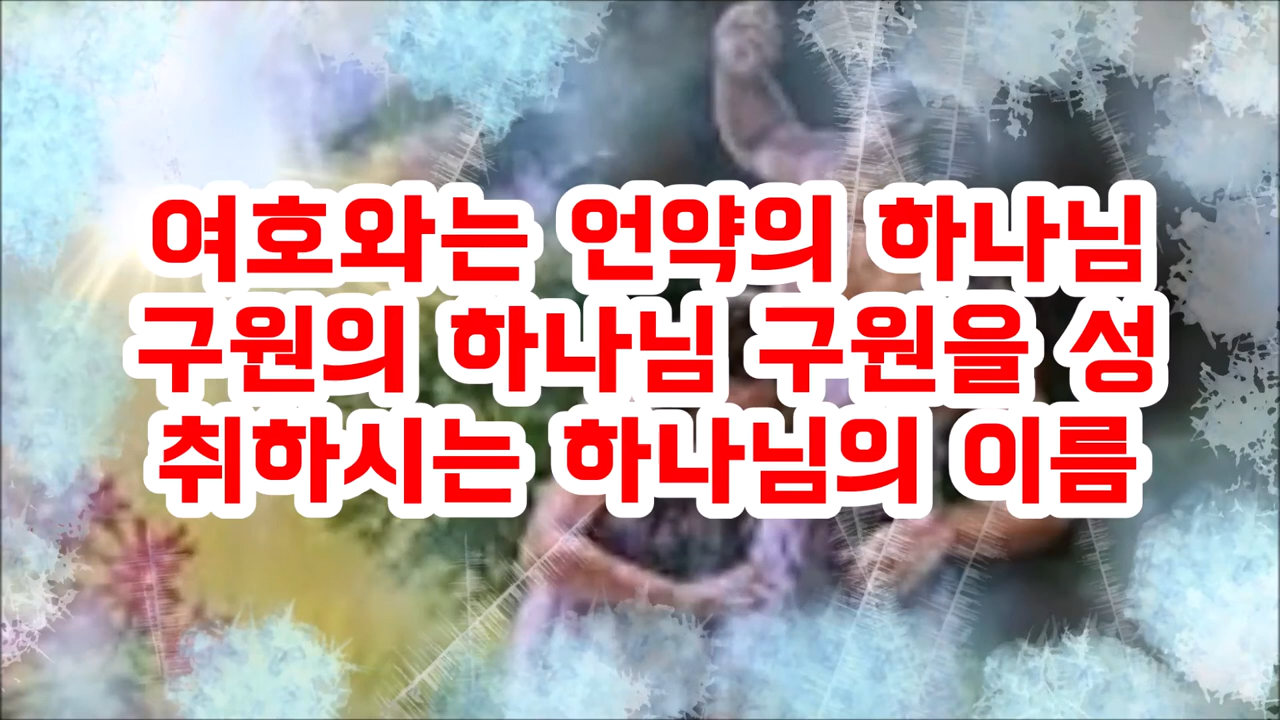 여호와는 언약의 하나님
구원의 하나님 구원을 성
취하시는 하나님의 이름